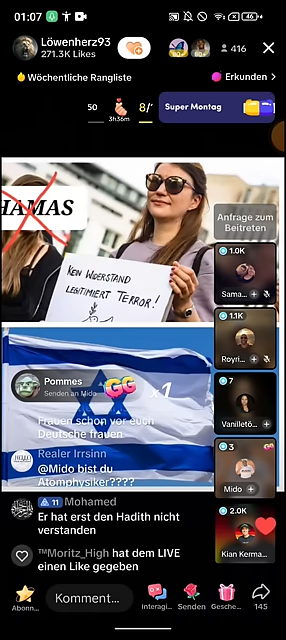 01:07
46
Löwenherz93
271.3K Likes
416
Wöchentliche Rangliste
Erkunden >
50
3h36m
8/
Super Montag
HAMAS
KEIN WIDERSTAND
LEGITIMIERT TERROR!
Anfrage zum
Beitreten
1.0K
Sama...
1.1K
Royri...
7
Vanilletö...
3
Mido
2.0K
Kian Kerma...
Pommes
Senden an Mido
GG
x1
Frauen schon vor euch
Deutsche frauen
Realer Irrsinn
@Mido bist du
Atomphysiker????
11 Mohamed
Er hat erst den Hadith nicht
verstanden
™Moritz_High hat dem LIVE
einen Like gegeben
Abonn...
Komment...
Interagi...
Senden
Gesche...
145